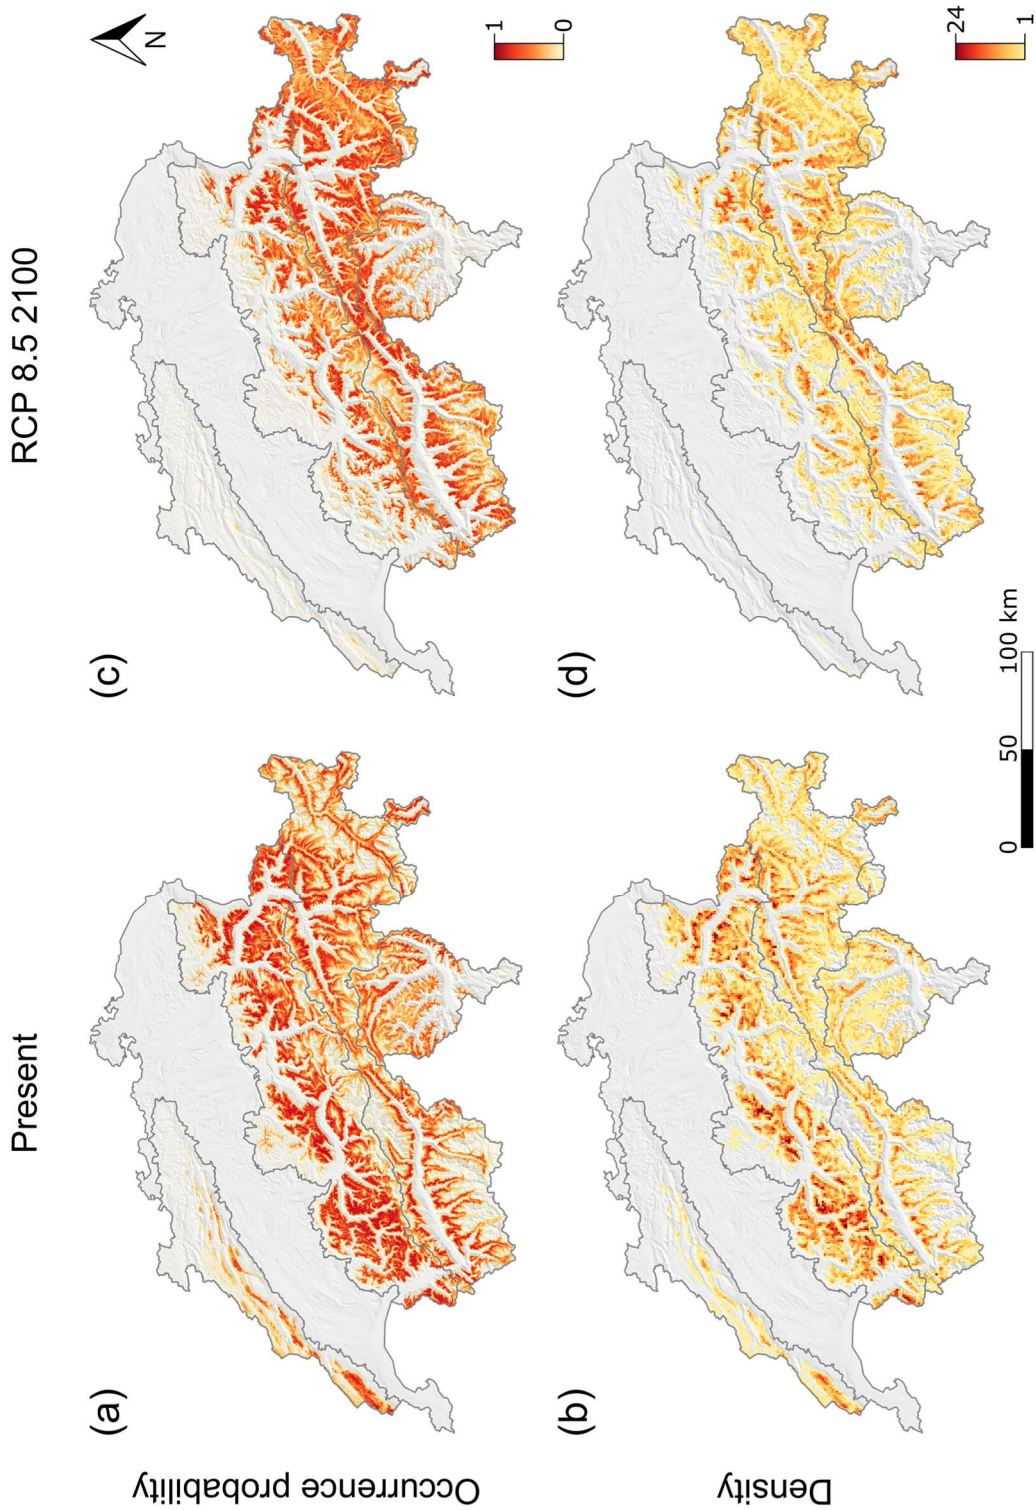 Present
RCP 8.5 2100
Occurrence probability
(a)
(c)
N
1
0
Density
(b)
(d)
24
1
0
50
100 km